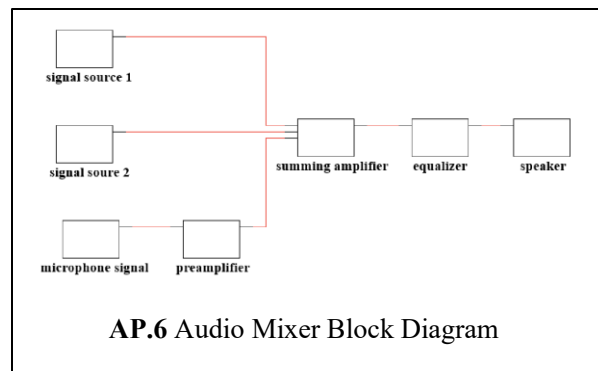 signal source 1
signal soure 2
summing amplifier
equalizer
speaker
microphone signal
preamplifier
AP.6 Audio Mixer Block Diagram